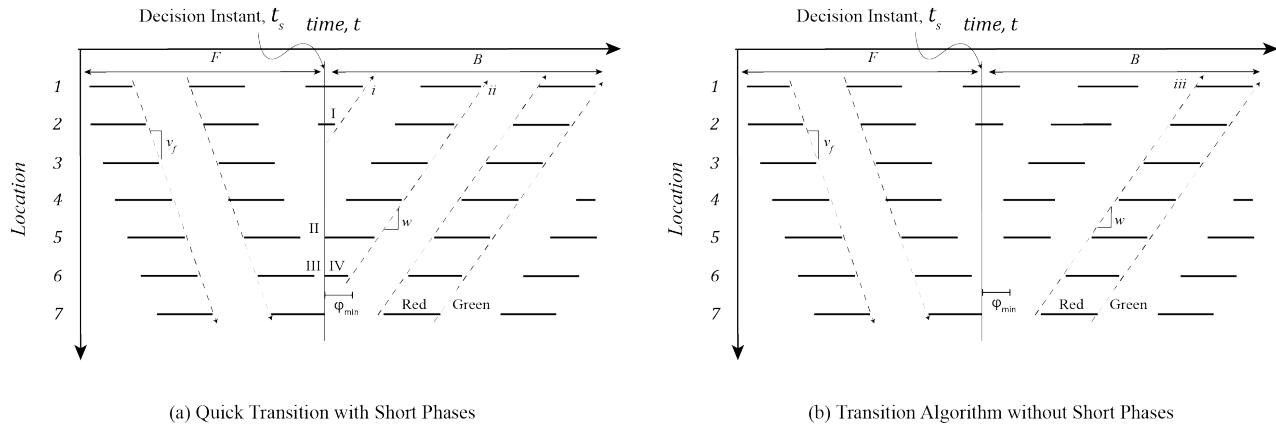 Decision Instant, t_s time, t
F B
1 i ii
I
2
v_f
3
Location
4
w
5 II
6 III IV
φ_min
7 Red Green
(a) Quick Transition with Short Phases
Decision Instant, t_s time, t
F B
1 iii
2
v_f
3
Location
4
w
5
6
φ_min
7 Red Green
(b) Transition Algorithm without Short Phases